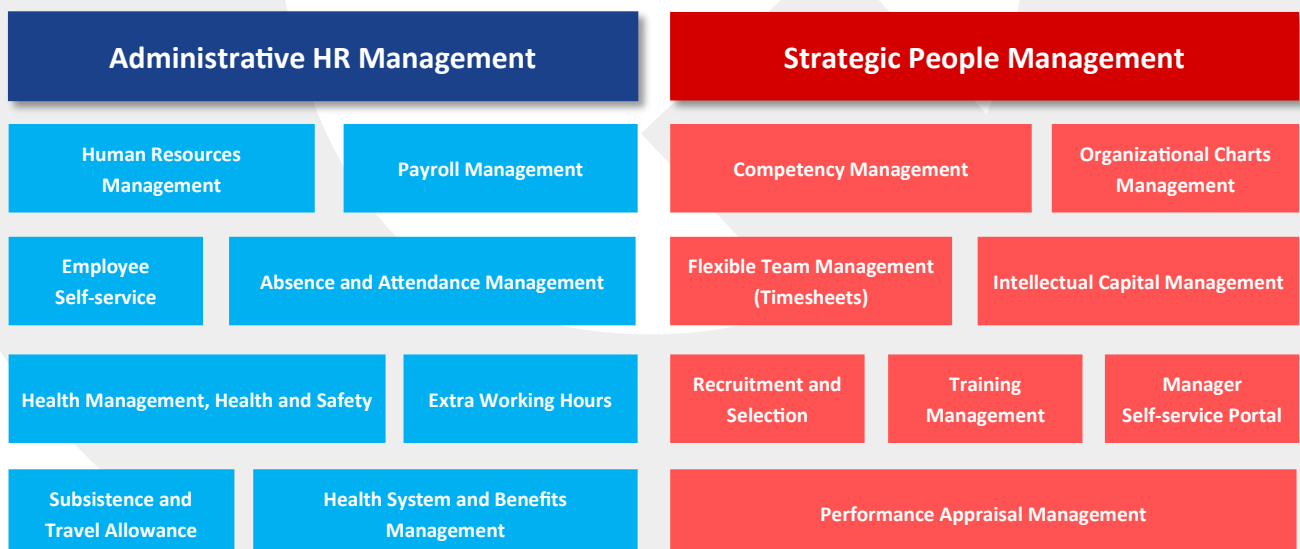 Administrative HR Management
Strategic People Management
Human Resources
Management
Payroll Management
Competency Management
Organizational Charts
Management
Employee
Self-service
Absence and Attendance Management
Flexible Team Management
(Timesheets)
Intellectual Capital Management
Health Management, Health and Safety
Extra Working Hours
Recruitment and
Selection
Training
Management
Manager
Self-service Portal
Subsistence and
Travel Allowance
Health System and Benefits
Management
Performance Appraisal Management